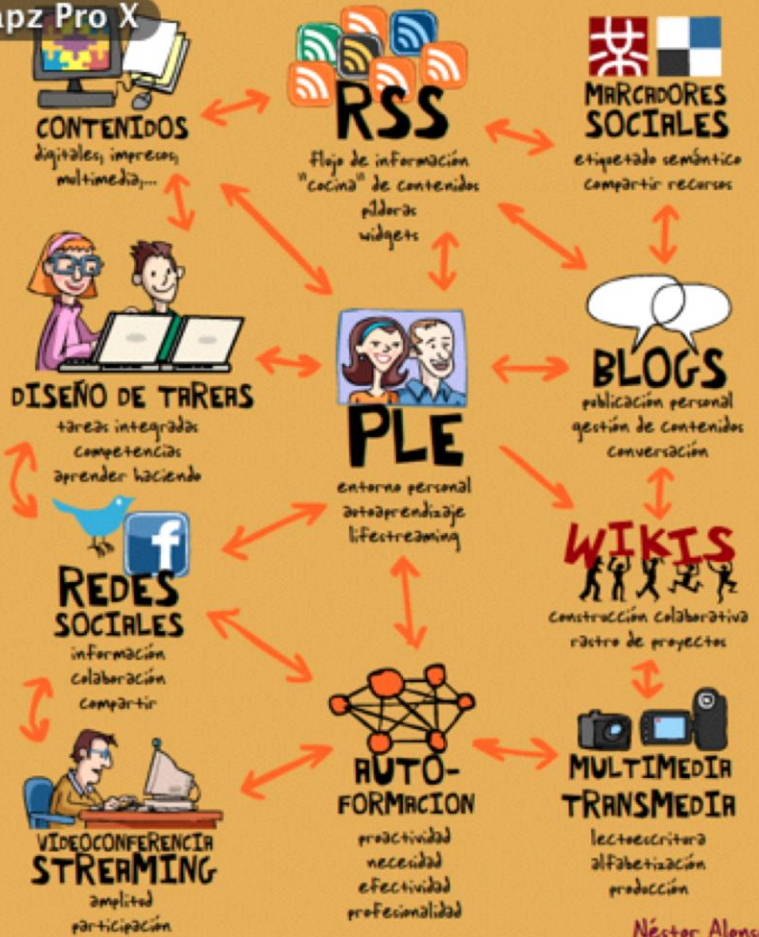 apz Pro X
CONTENIDOS
digitales, impresos,
multimedia,...
RSS
flujo de información
"cocina" de contenidos
píldoras
widgets
MARCADORES
SOCIALES
etiquetado semántico
compartir recursos
DISEÑO DE TAREAS
tareas integradas
competencias
aprender haciendo
PLE
entorno personal
autoaprendizaje
lifestreaming
BLOGS
publicación personal
gestión de contenidos
conversación
f
REDES
SOCIALES
información
colaboración
compartir
WIKIS
construcción colaborativa
rastro de proyectos
VIDEOCONFERENCIA
STREAMING
amplitud
participación
AUTO-
FORMACION
proactividad
necesidad
efectividad
profesionalidad
MULTIMEDIA
TRANSMEDIA
lectoescritura
alfabetización
producción
Néstor Alonso